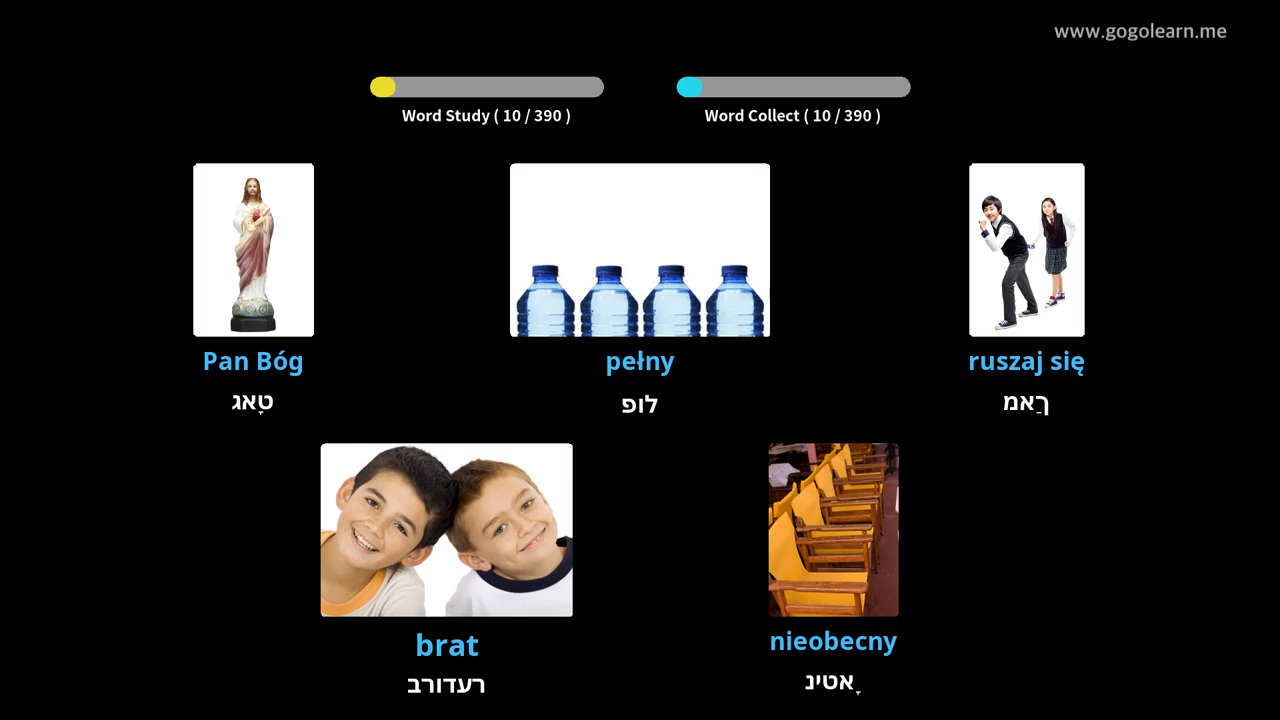 www.gogolearn.me
Word Study ( 10 / 390 )
Word Collect ( 10 / 390 )
Pan Bóg
טָאג
pełny
לופ
ruszaj się
ךַאמ
brat
רעדורב
nieobecny
ָאטינ